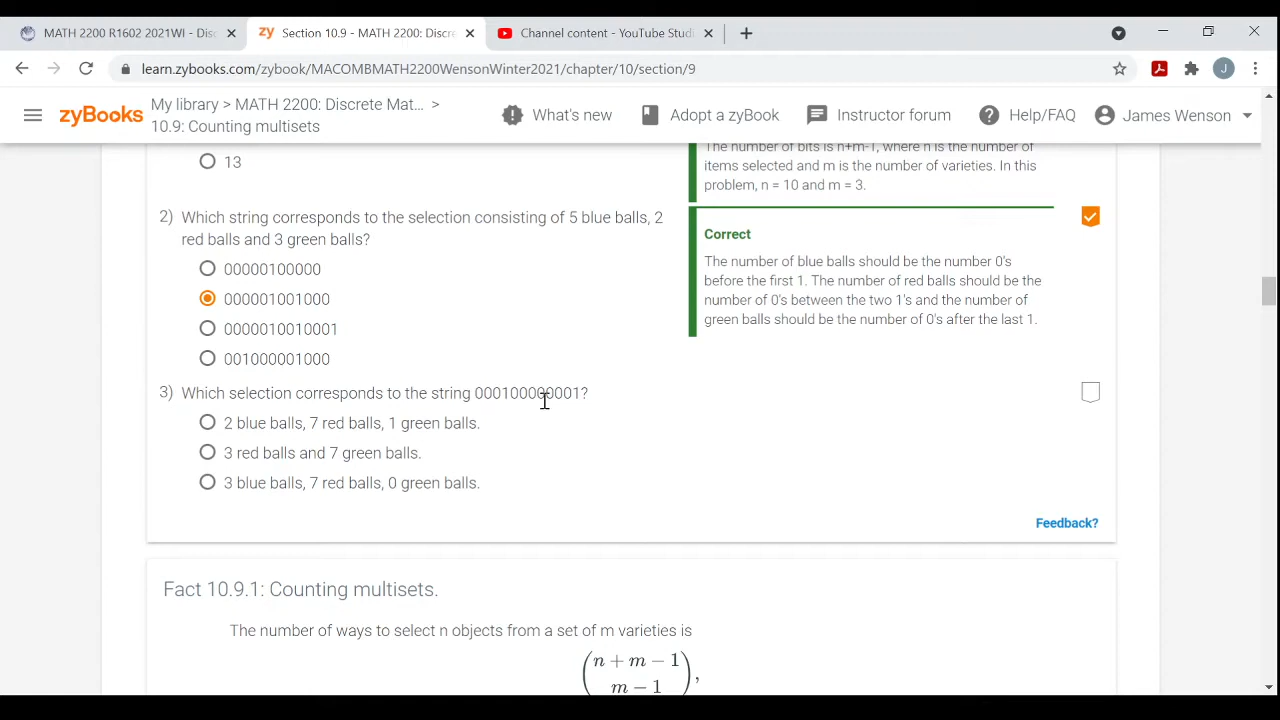 MATH 2200 R1602 2021WI - Disc
zy Section 10.9 - MATH 2200: Discre
Channel content - YouTube Studi
learn.zybooks.com/zybook/MACOMBMATH2200WensonWinter2021/chapter/10/section/9
J
zyBooks
My library > MATH 2200: Discrete Mat... >
10.9: Counting multisets
What's new
Adopt a zyBook
Instructor forum
Help/FAQ
James Wenson
13
The number of bits is n+m-1, where n is the number of
items selected and m is the number of varieties. In this
problem, n = 10 and m = 3.
2) Which string corresponds to the selection consisting of 5 blue balls, 2
red balls and 3 green balls?
00000100000
000001001000
0000010010001
001000001000
Correct
The number of blue balls should be the number 0's
before the first 1. The number of red balls should be the
number of 0's between the two 1's and the number of
green balls should be the number of 0's after the last 1.
3) Which selection corresponds to the string 000100000001?
2 blue balls, 7 red balls, 1 green balls.
3 red balls and 7 green balls.
3 blue balls, 7 red balls, 0 green balls.
Feedback?
Fact 10.9.1: Counting multisets.
The number of ways to select n objects from a set of m varieties is
(n + m − 1
m − 1),